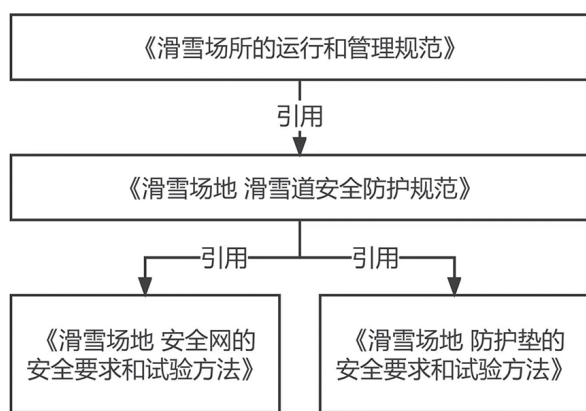 《滑雪场所的运行和管理规范》
引用
《滑雪场地 滑雪道安全防护规范》
引用
引用
《滑雪场地 安全网的
安全要求和试验方法》
《滑雪场地 防护垫的
安全要求和试验方法》